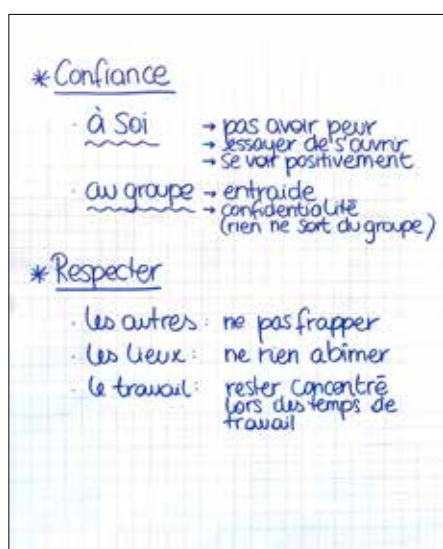 * Confiance
· à soi → pas avoir peur
→ essayer de s'ouvrir
→ se voir positivement
· au groupe → entraide
→ confidentialité
(rien ne sort du groupe)
* Respecter
· les autres : ne pas frapper
· les lieux : ne rien abîmer
· le travail : rester concentré
lors des temps de
travail